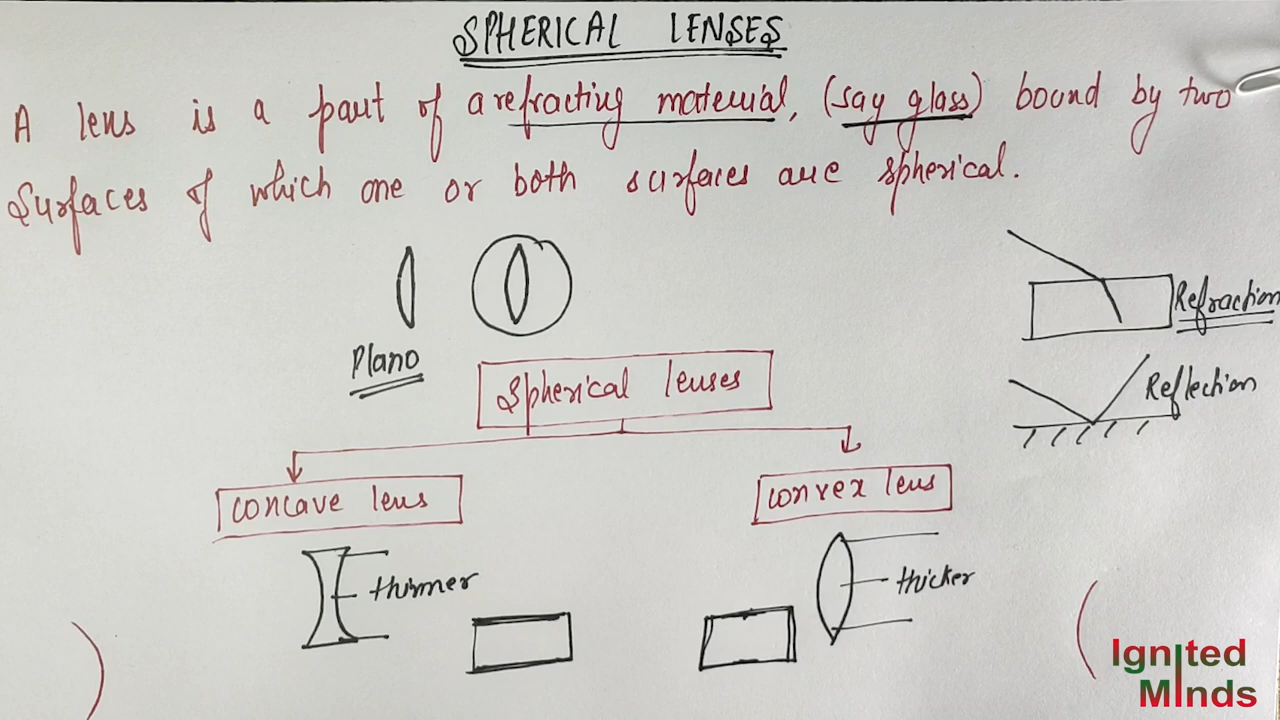 SPHERICAL LENSES
A lens is a part of a refracting material, (say glass) bound by two
Surfaces of which one or both surfaces are spherical.
Plano
Refraction
Reflection
Spherical lenses
concave lens
convex lens
thinner
thicker
Ignited
Minds